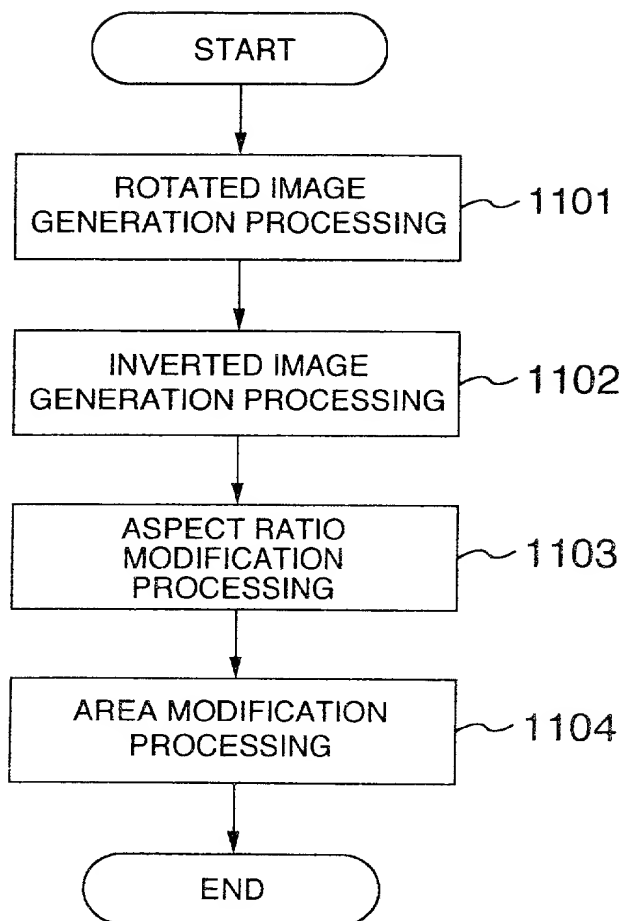 START
ROTATED IMAGE
GENERATION PROCESSING
1101
INVERTED IMAGE
GENERATION PROCESSING
1102
ASPECT RATIO
MODIFICATION
PROCESSING
1103
AREA MODIFICATION
PROCESSING
1104
END